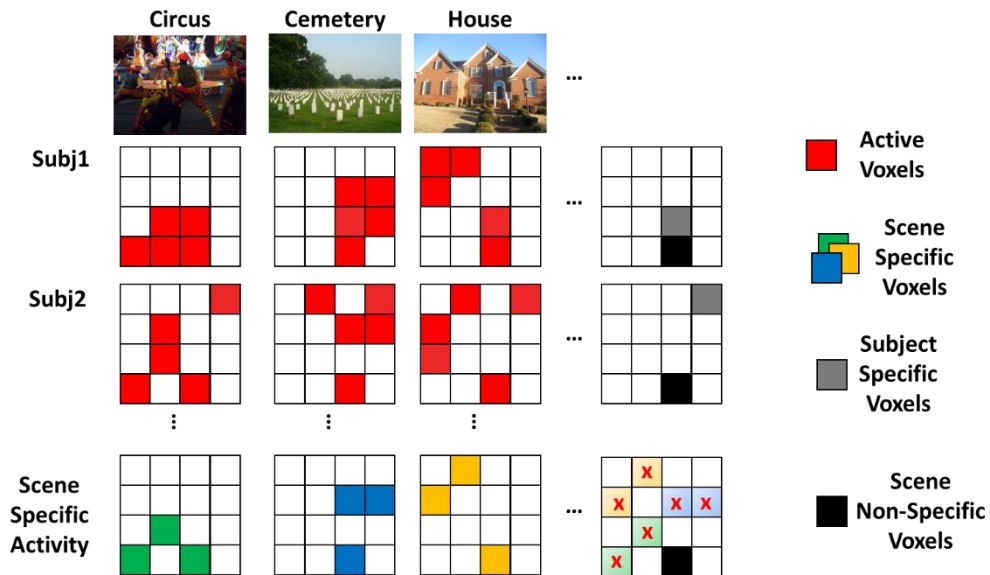 Circus
Cemetery
House
...
Subj1
...
Subj2
...
...
...
...
Scene
Specific
Activity
...
X
X
X
X
X
X
Active
Voxels
Scene
Specific
Voxels
Subject
Specific
Voxels
Scene
Non-Specific
Voxels